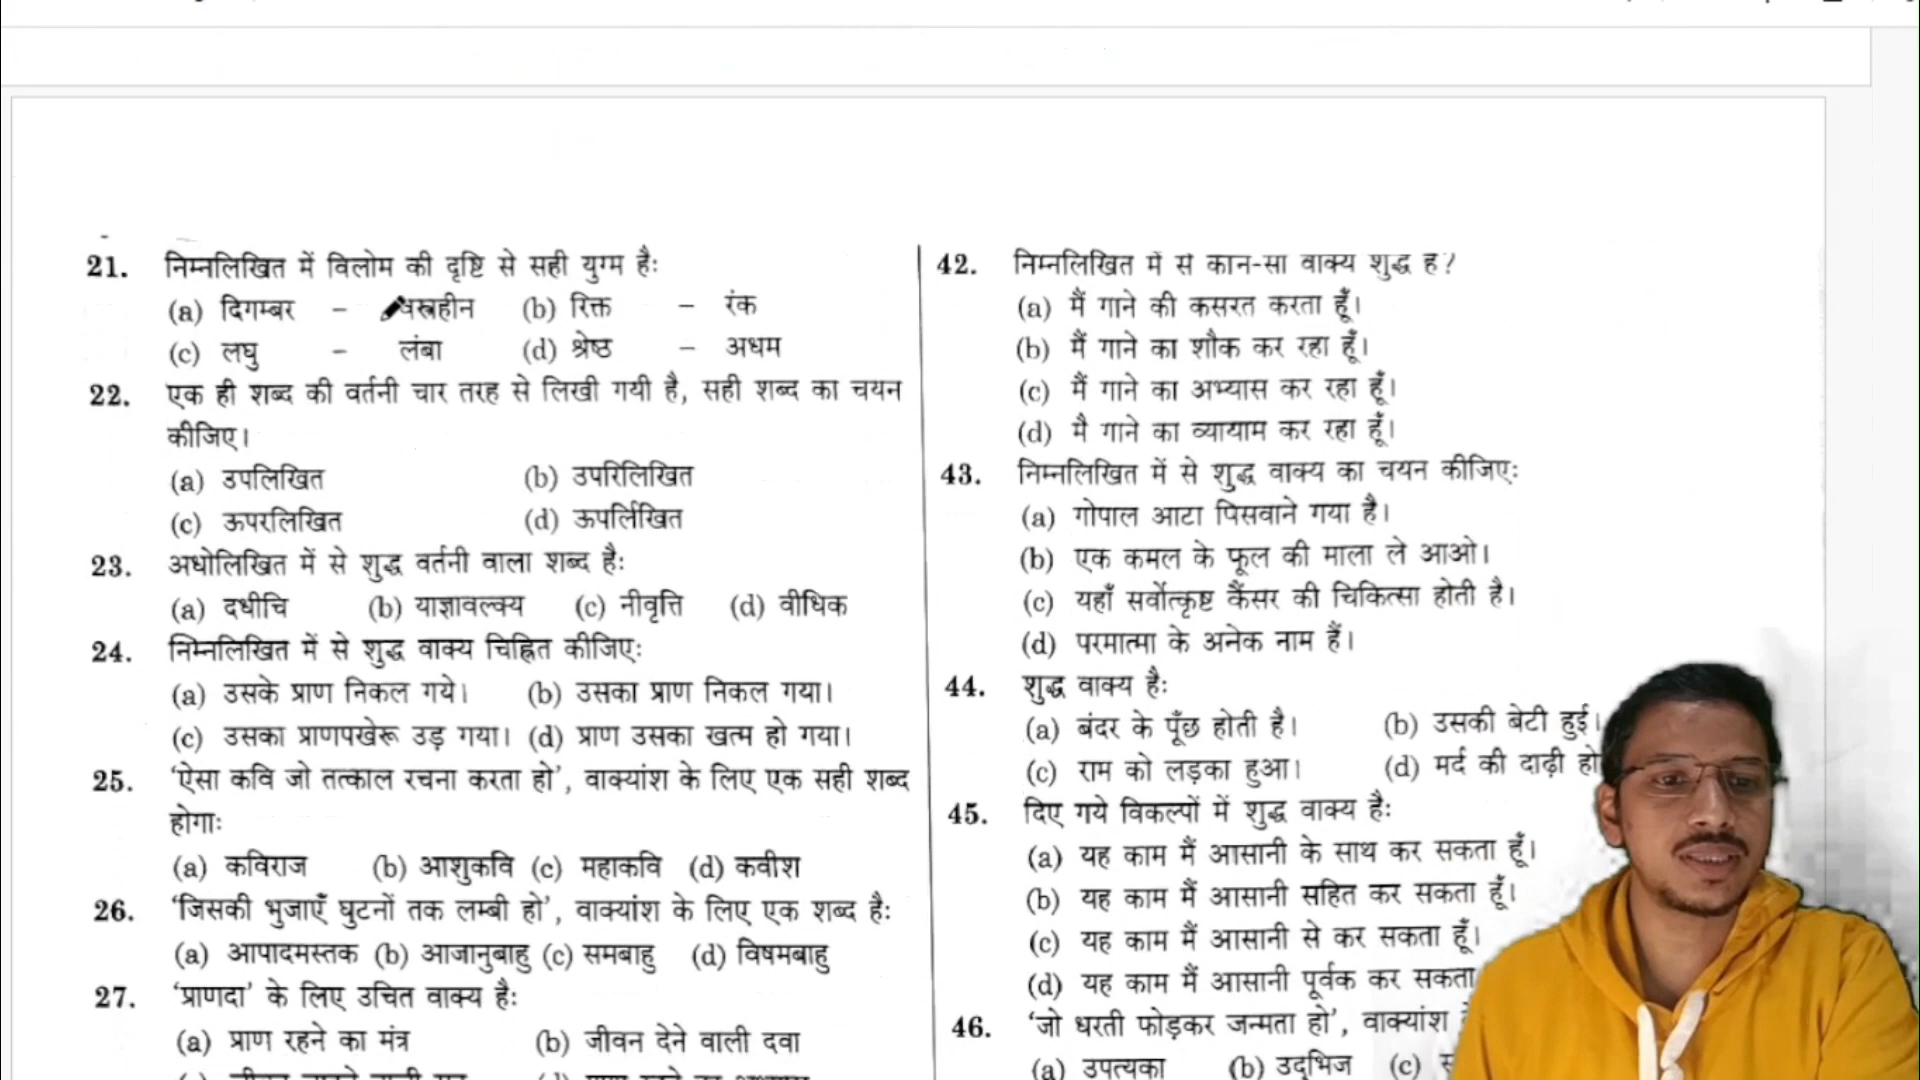 21. निम्नलिखित में विलोम की दृष्टि से सही युग्म है:
(a) दिगम्बर – वस्त्रहीन (b) रिक्त – रंक
(c) लघु – लंबा (d) श्रेष्ठ – अधम
22. एक ही शब्द की वर्तनी चार तरह से लिखी गयी है, सही शब्द का चयन
कीजिए।
(a) उपलिखित (b) उपरिलिखित
(c) ऊपरलिखित (d) ऊपर्लिखित
23. अधोलिखित में से शुद्ध वर्तनी वाला शब्द है:
(a) दधीचि (b) याज्ञावल्क्य (c) नीवृत्ति (d) वीधिक
24. निम्नलिखित में से शुद्ध वाक्य चिह्नित कीजिए:
(a) उसके प्राण निकल गये। (b) उसका प्राण निकल गया।
(c) उसका प्राणपखेरू उड़ गया। (d) प्राण उसका खत्म हो गया।
25. 'ऐसा कवि जो तत्काल रचना करता हो', वाक्यांश के लिए एक सही शब्द
होगा:
(a) कविराज (b) आशुकवि (c) महाकवि (d) कवीश
26. 'जिसकी भुजाएँ घुटनों तक लम्बी हो', वाक्यांश के लिए एक शब्द है:
(a) आपादमस्तक (b) आजानुबाहु (c) समबाहु (d) विषमबाहु
27. 'प्राणदा' के लिए उचित वाक्य है:
(a) प्राण रहने का मंत्र (b) जीवन देने वाली दवा
42. निम्नलिखित में से कान-सा वाक्य शुद्ध ह?
(a) मैं गाने की कसरत करता हूँ।
(b) मैं गाने का शौक कर रहा हूँ।
(c) मैं गाने का अभ्यास कर रहा हूँ।
(d) मै गाने का व्यायाम कर रहा हूँ।
43. निम्नलिखित में से शुद्ध वाक्य का चयन कीजिए:
(a) गोपाल आटा पिसवाने गया है।
(b) एक कमल के फूल की माला ले आओ।
(c) यहाँ सर्वोत्कृष्ट कैंसर की चिकित्सा होती है।
(d) परमात्मा के अनेक नाम हैं।
44. शुद्ध वाक्य है:
(a) बंदर के पूँछ होती है। (b) उसकी बेटी हुई।
(c) राम को लड़का हुआ। (d) मर्द की दाढ़ी हो
45. दिए गये विकल्पों में शुद्ध वाक्य है:
(a) यह काम मैं आसानी के साथ कर सकता हूँ।
(b) यह काम मैं आसानी सहित कर सकता हूँ।
(c) यह काम मैं आसानी से कर सकता हूँ।
(d) यह काम मैं आसानी पूर्वक कर सकता
46. 'जो धरती फोड़कर जन्मता हो', वाक्यांश
(a) उपत्यका (b) उद्भिज (c)